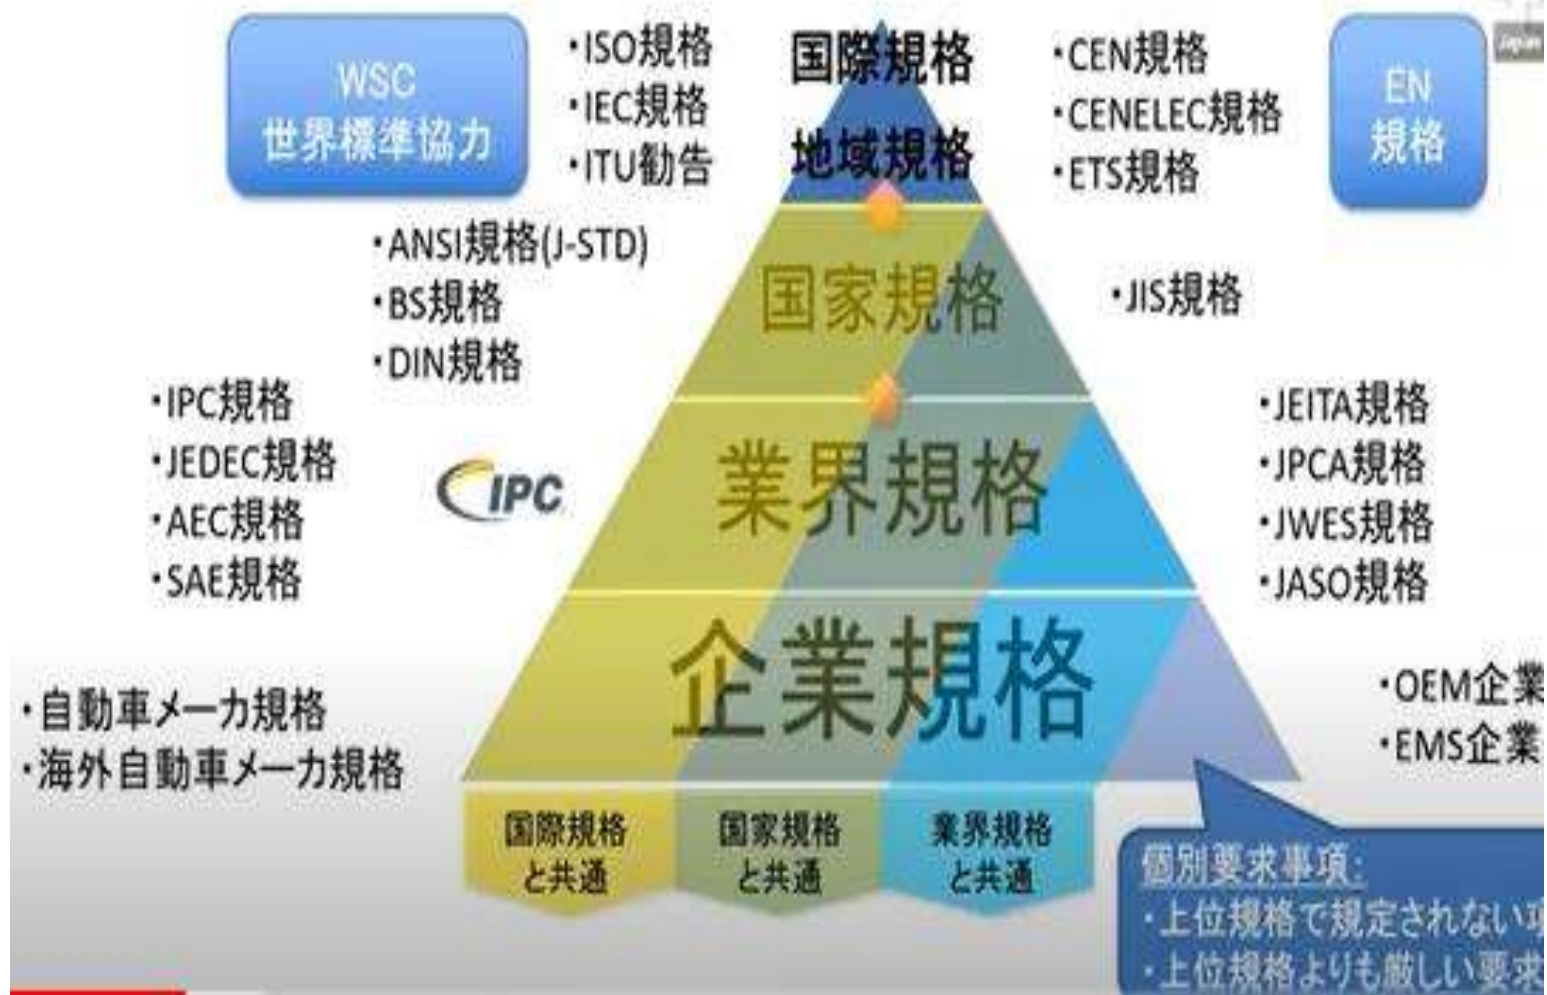 WSC
世界標準協力
・ISO規格
・IEC規格
・ITU勧告
国際規格
地域規格
・CEN規格
・CENELEC規格
・ETS規格
EN
規格
Japan
・ANSI規格(J-STD)
・BS規格
・DIN規格
国家規格
・JIS規格
・IPC規格
・JEDEC規格
・AEC規格
・SAE規格
IPC
業界規格
・JEITA規格
・JPCA規格
・JWES規格
・JASO規格
・自動車メーカ規格
・海外自動車メーカ規格
企業規格
・OEM企業
・EMS企業
国際規格
と共通
国家規格
と共通
業界規格
と共通
個別要求事項:
・上位規格で規定されない項
・上位規格よりも厳しい要求